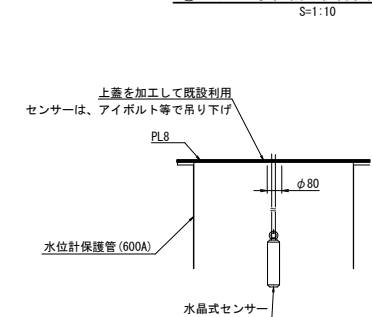 S=1:10
上蓋を加工して既設利用
センサーは、アイボルト等で吊り下げ
PL8
φ80
水位計保護管(600A)
水晶式センサー